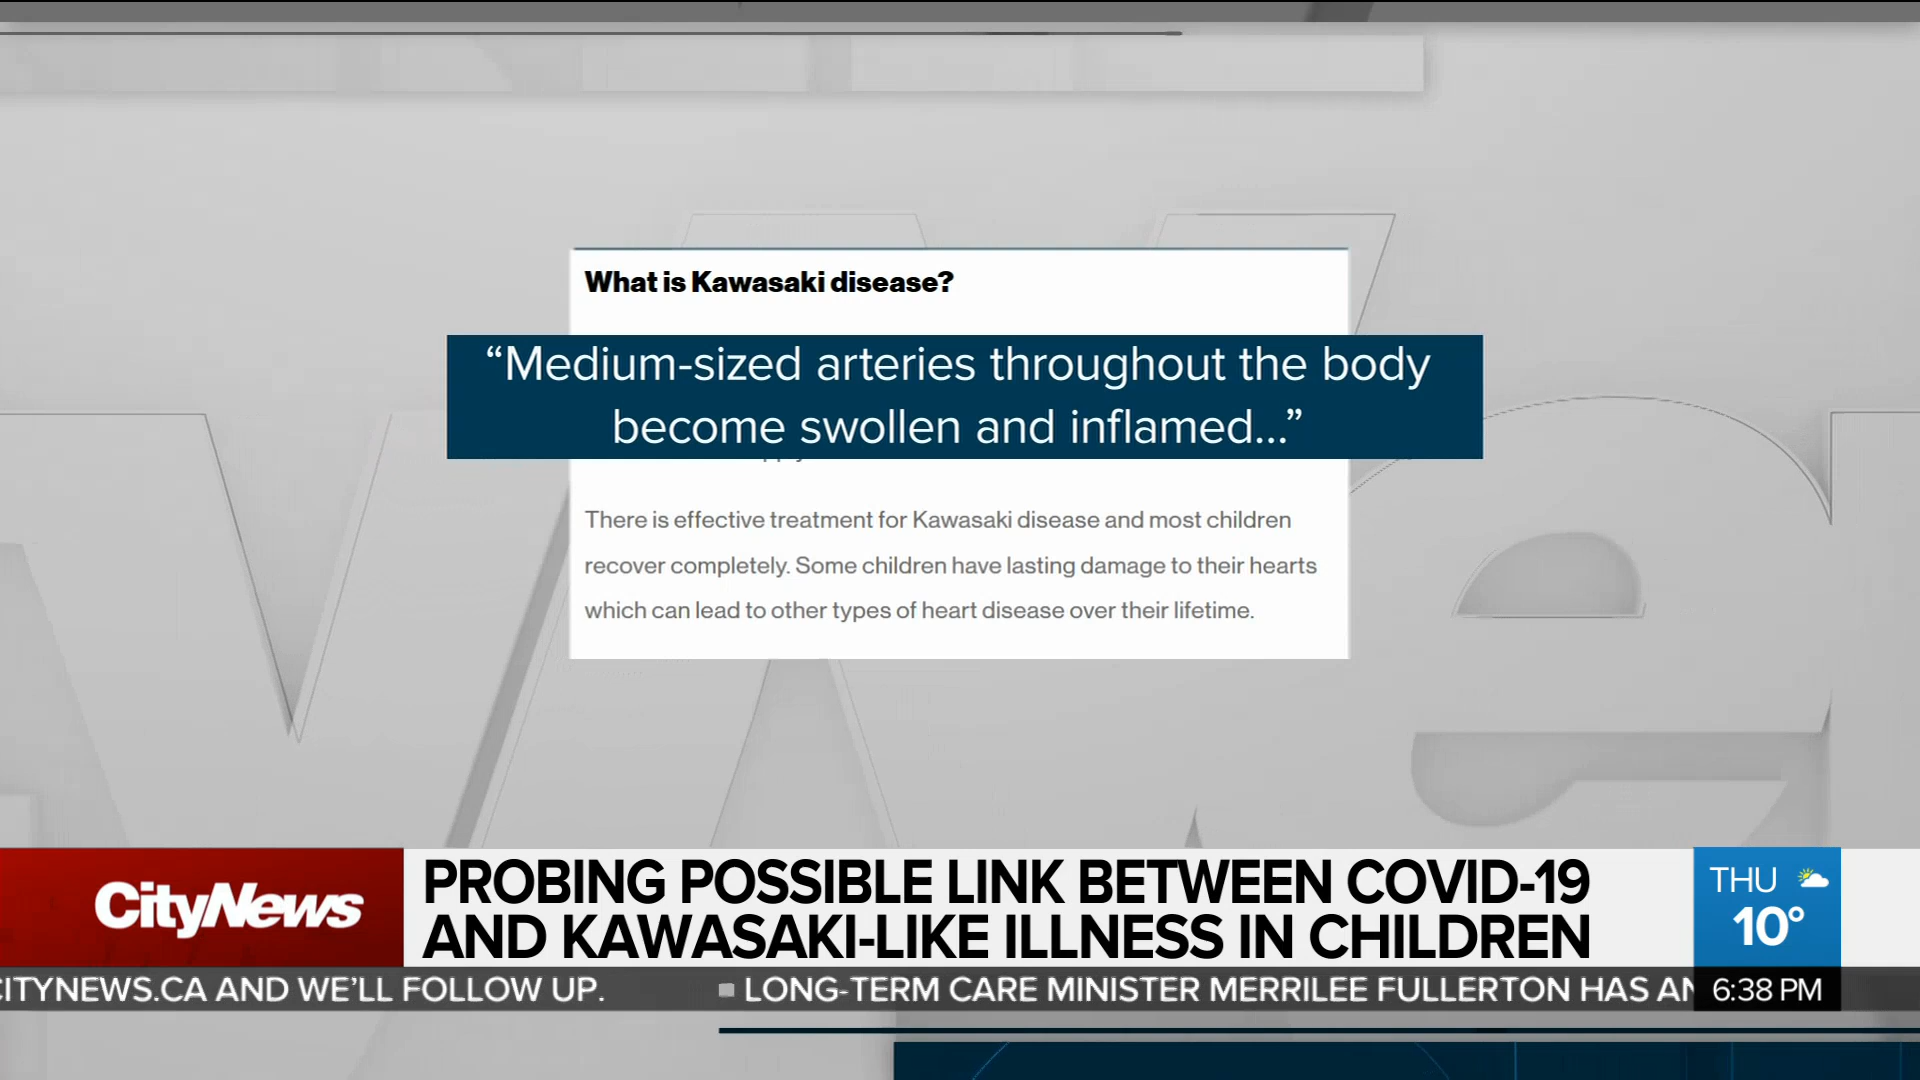 What is Kawasaki disease?
“Medium-sized arteries throughout the body
become swollen and inflamed...”
There is effective treatment for Kawasaki disease and most children
recover completely. Some children have lasting damage to their hearts
which can lead to other types of heart disease over their lifetime.
CityNews
PROBING POSSIBLE LINK BETWEEN COVID-19
AND KAWASAKI-LIKE ILLNESS IN CHILDREN
THU
10°
CITYNEWS.CA AND WE’LL FOLLOW UP.
LONG-TERM CARE MINISTER MERRILEE FULLERTON HAS AN
6:38 PM